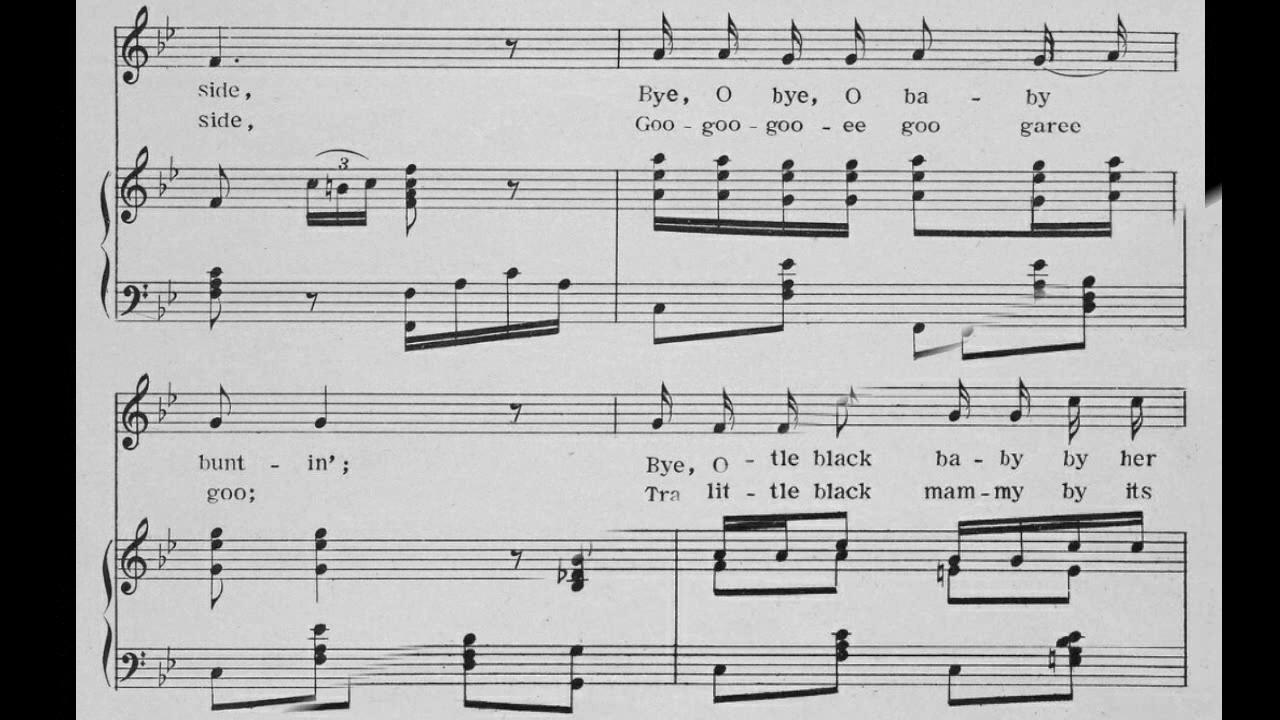 side,
side,
Bye, O bye, O ba - by
Goo - goo - goo - ee goo garee
3
bunt - in';
goo;
Bye, O - tle black ba - by by her
Tra lit - tle black mam - my by its